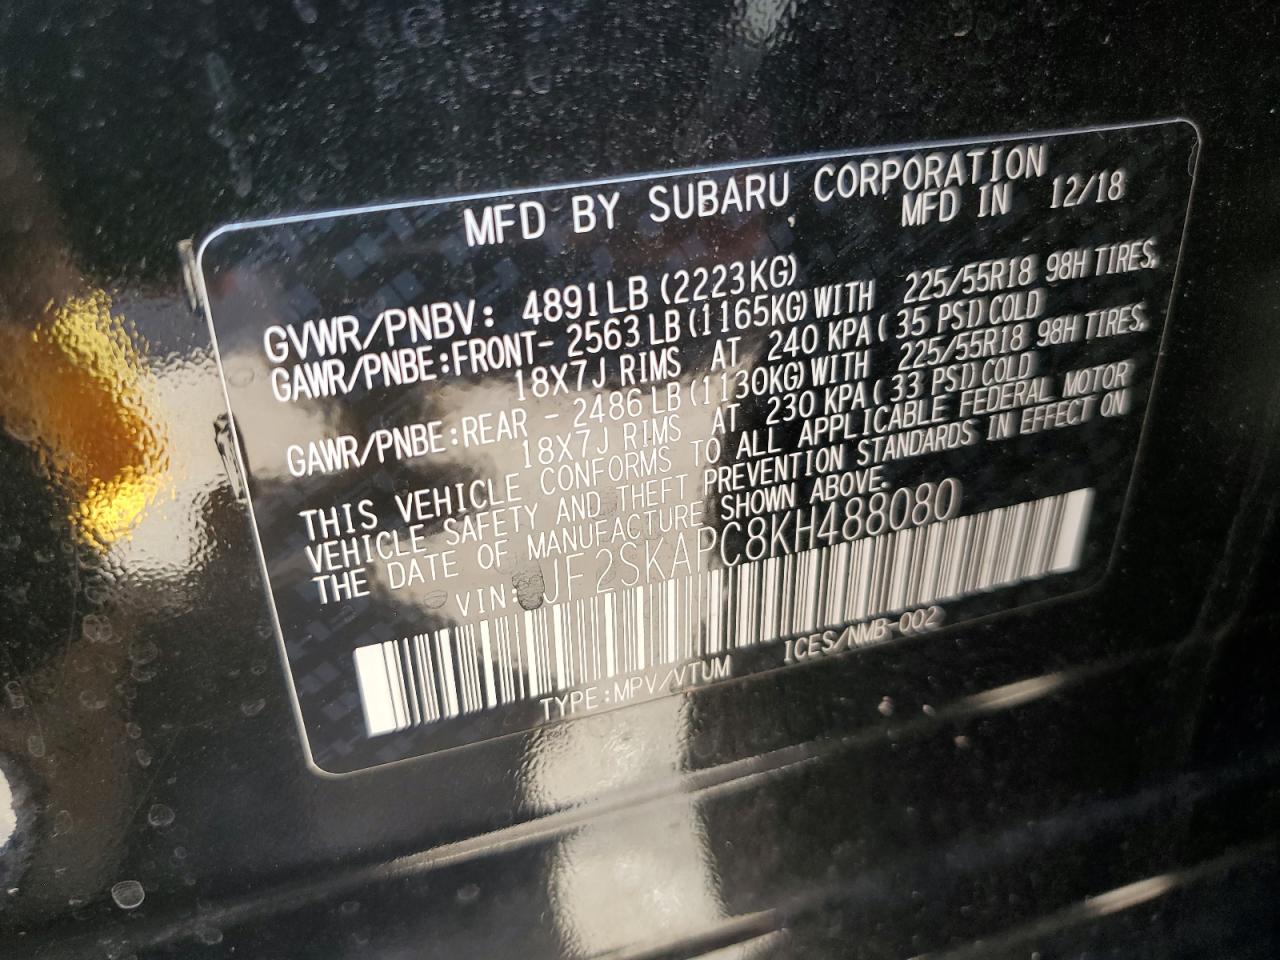 MFD BY SUBARU CORPORATION
MFD IN 12/18
GVWR/PNBV: 4891LB (2223KG)
GAWR/PNBE:FRONT- 2563LB(1165KG)WITH 225/55R18 98H TIRES,
18X7J RIMS AT 240 KPA( 35 PSI)COLD
GAWR/PNBE:REAR - 2486LB(1130KG)WITH 225/55R18 98H TIRES,
18X7J RIMS AT 230 KPA( 33 PSI)COLD
THIS VEHICLE CONFORMS TO ALL APPLICABLE FEDERAL MOTOR
VEHICLE SAFETY AND THEFT PREVENTION STANDARDS IN EFFECT ON
THE DATE OF MANUFACTURE SHOWN ABOVE.
VIN: JF2SKAPC8KH488080
TYPE:MPV/VTUM ICES/NMB-002